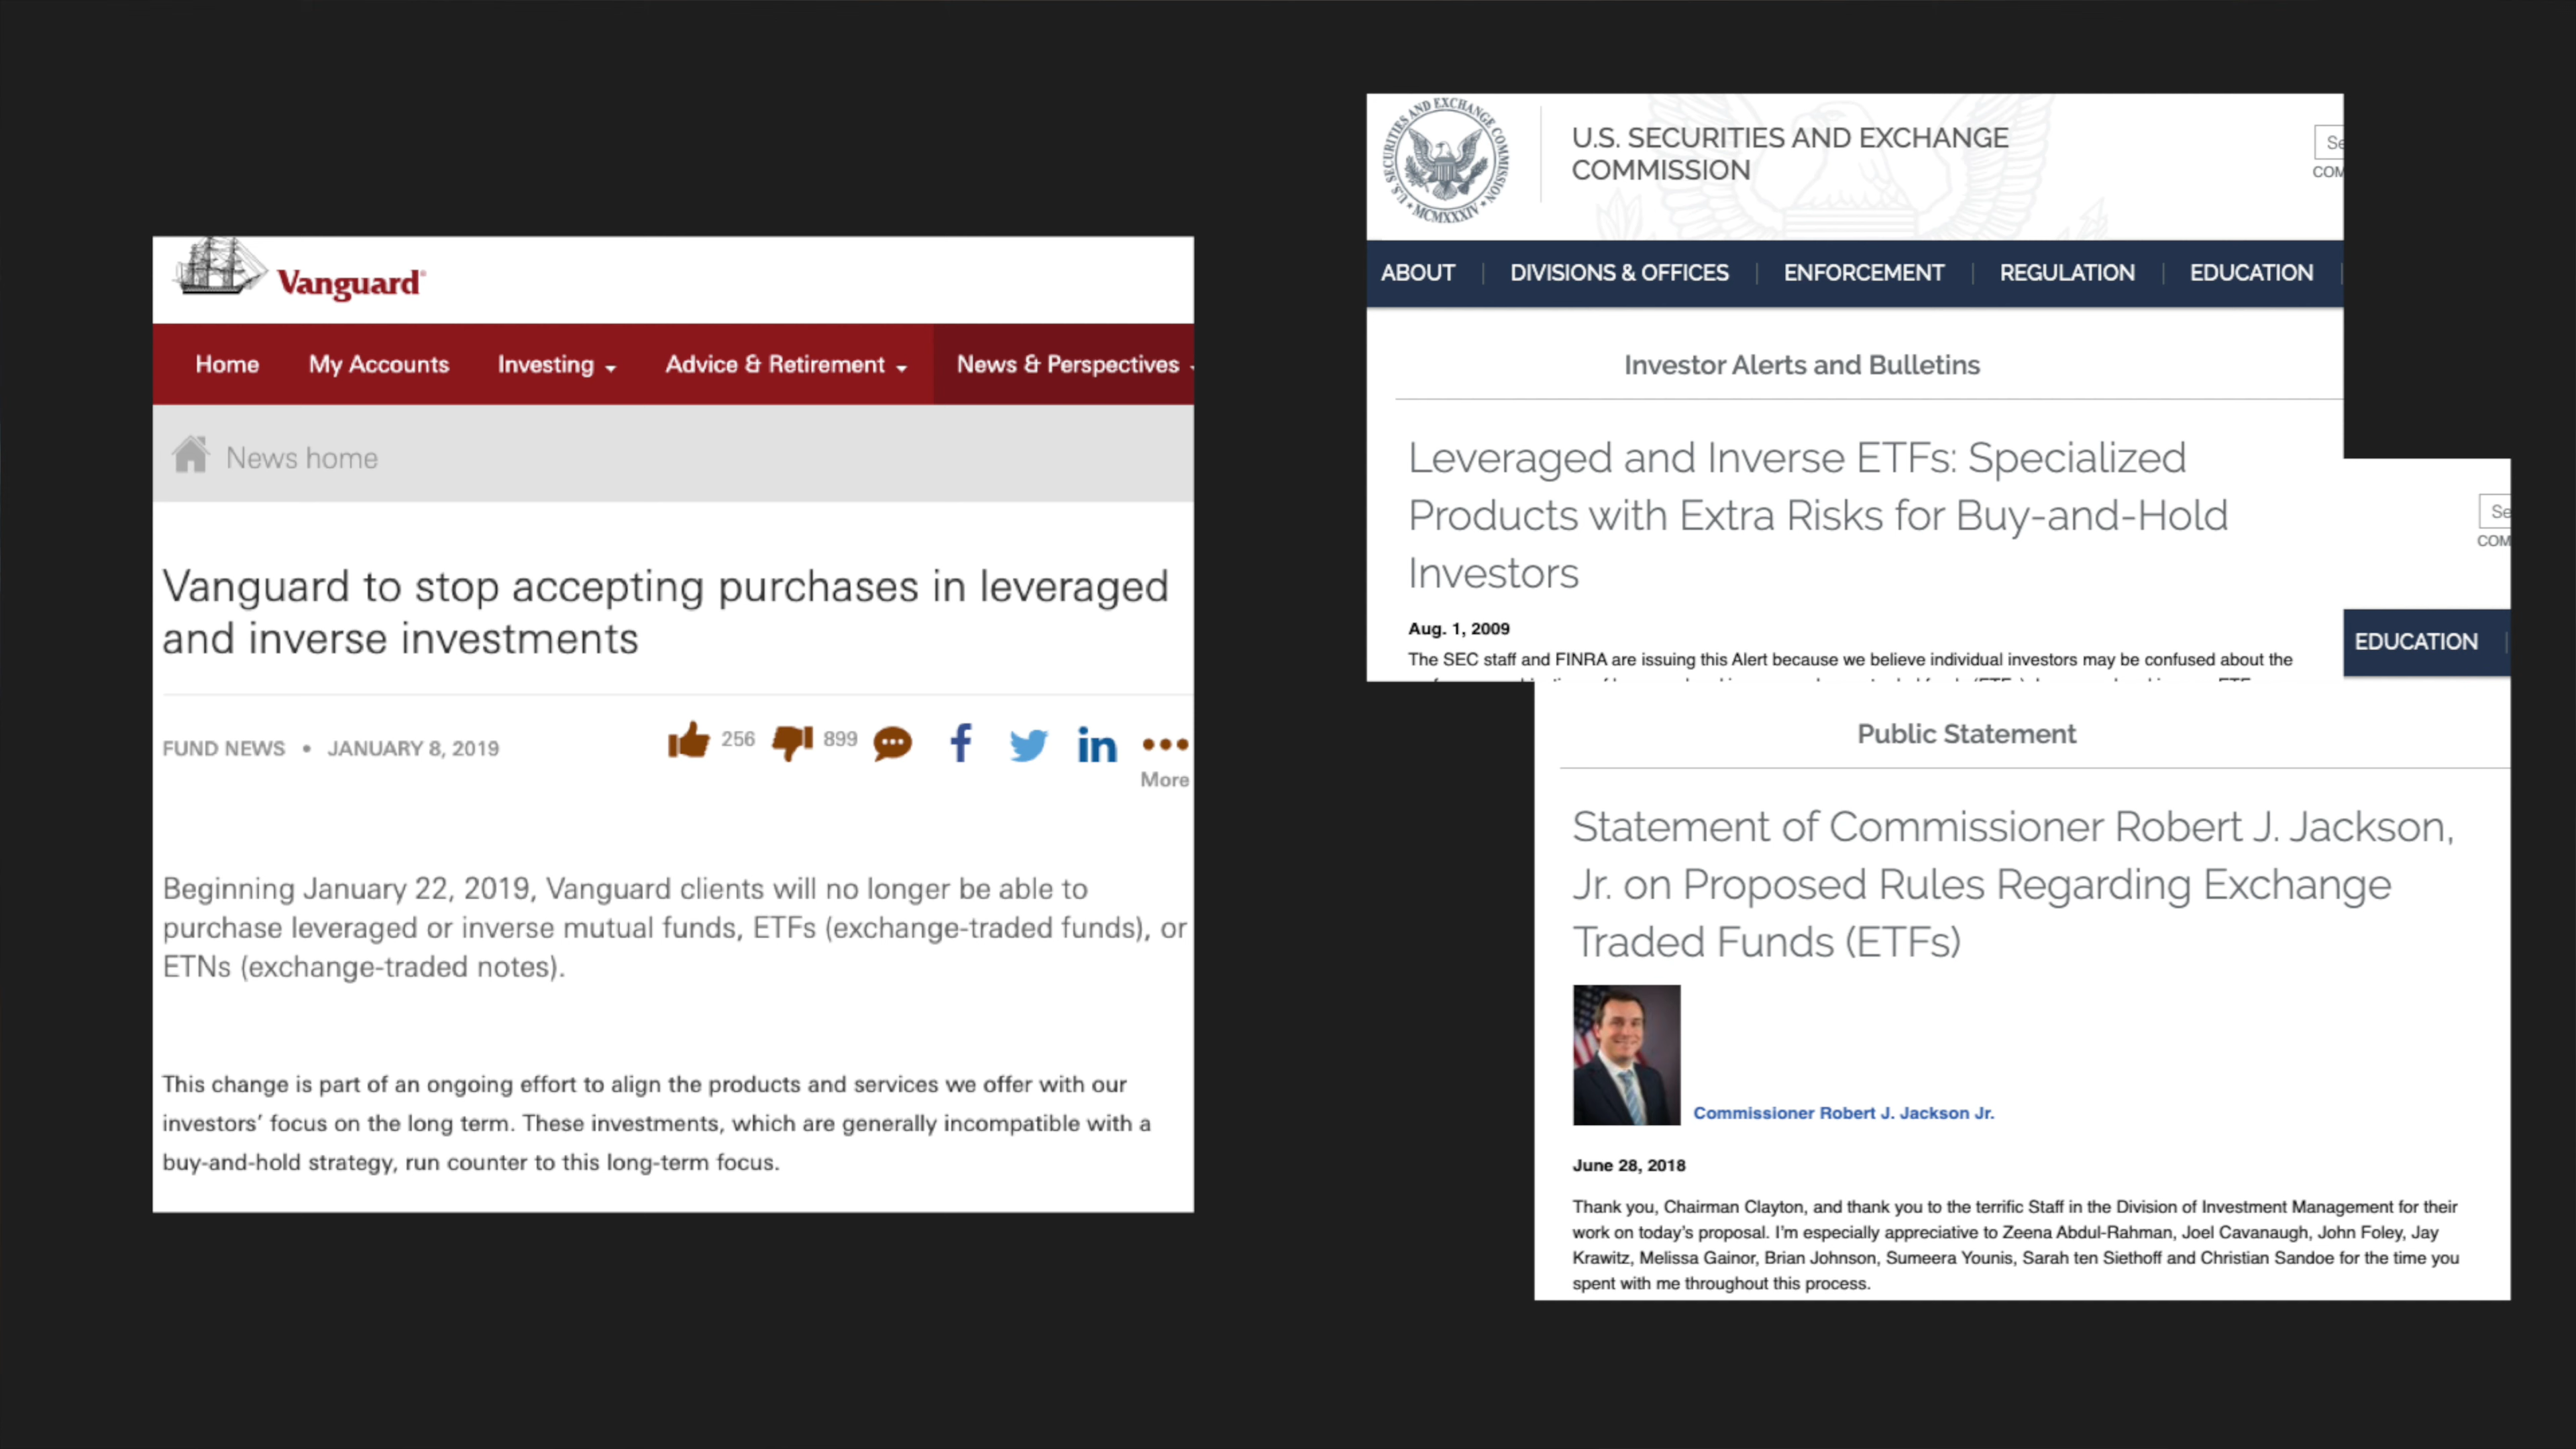 Vanguard
Home My Accounts Investing Advice & Retirement News & Perspectives
News home
Vanguard to stop accepting purchases in leveraged
and inverse investments
FUND NEWS • JANUARY 8, 2019 256 899
More
Beginning January 22, 2019, Vanguard clients will no longer be able to
purchase leveraged or inverse mutual funds, ETFs (exchange-traded funds), or
ETNs (exchange-traded notes).
This change is part of an ongoing effort to align the products and services we offer with our
investors’ focus on the long term. These investments, which are generally incompatible with a
buy-and-hold strategy, run counter to this long-term focus.
U.S. SECURITIES AND EXCHANGE COMMISSION
MCMXXXIV
U.S. SECURITIES AND EXCHANGE
COMMISSION
Se
COM
ABOUT | DIVISIONS & OFFICES | ENFORCEMENT | REGULATION | EDUCATION |
Investor Alerts and Bulletins
Leveraged and Inverse ETFs: Specialized
Products with Extra Risks for Buy-and-Hold
Investors
Aug. 1, 2009
The SEC staff and FINRA are issuing this Alert because we believe individual investors may be confused about the
Se
COM
EDUCATION |
Public Statement
Statement of Commissioner Robert J. Jackson,
Jr. on Proposed Rules Regarding Exchange
Traded Funds (ETFs)
Commissioner Robert J. Jackson Jr.
June 28, 2018
Thank you, Chairman Clayton, and thank you to the terrific Staff in the Division of Investment Management for their
work on today’s proposal. I’m especially appreciative to Zeena Abdul-Rahman, Joel Cavanaugh, John Foley, Jay
Krawitz, Melissa Gainor, Brian Johnson, Sumeera Younis, Sarah ten Siethoff and Christian Sandoe for the time you
spent with me throughout this process.